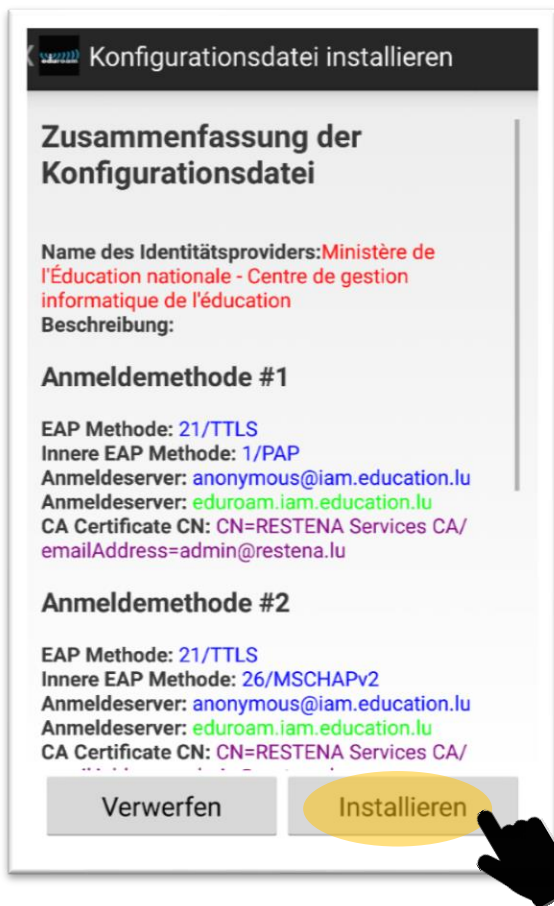 eduroam Konfigurationsdatei installieren
Zusammenfassung der
Konfigurationsdatei
Name des Identitätsproviders:Ministère de
l'Éducation nationale - Centre de gestion
informatique de l'éducation
Beschreibung:
Anmeldemethode #1
EAP Methode: 21/TTLS
Innere EAP Methode: 1/PAP
Anmeldeserver: anonymous@iam.education.lu
Anmeldeserver: eduroam.iam.education.lu
CA Certificate CN: CN=RESTENA Services CA/
emailAddress=admin@restena.lu
Anmeldemethode #2
EAP Methode: 21/TTLS
Innere EAP Methode: 26/MSCHAPv2
Anmeldeserver: anonymous@iam.education.lu
Anmeldeserver: eduroam.iam.education.lu
CA Certificate CN: CN=RESTENA Services CA/
Verwerfen Installieren